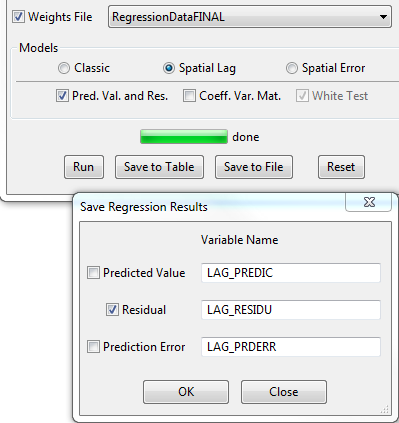 Weights File RegressionDataFINAL
Models
Classic Spatial Lag Spatial Error
Pred. Val. and Res. Coeff. Var. Mat. White Test
done
Run Save to Table Save to File Reset
Save Regression Results
Variable Name
Predicted Value LAG_PREDIC
Residual LAG_RESIDU
Prediction Error LAG_PRDERR
OK Close